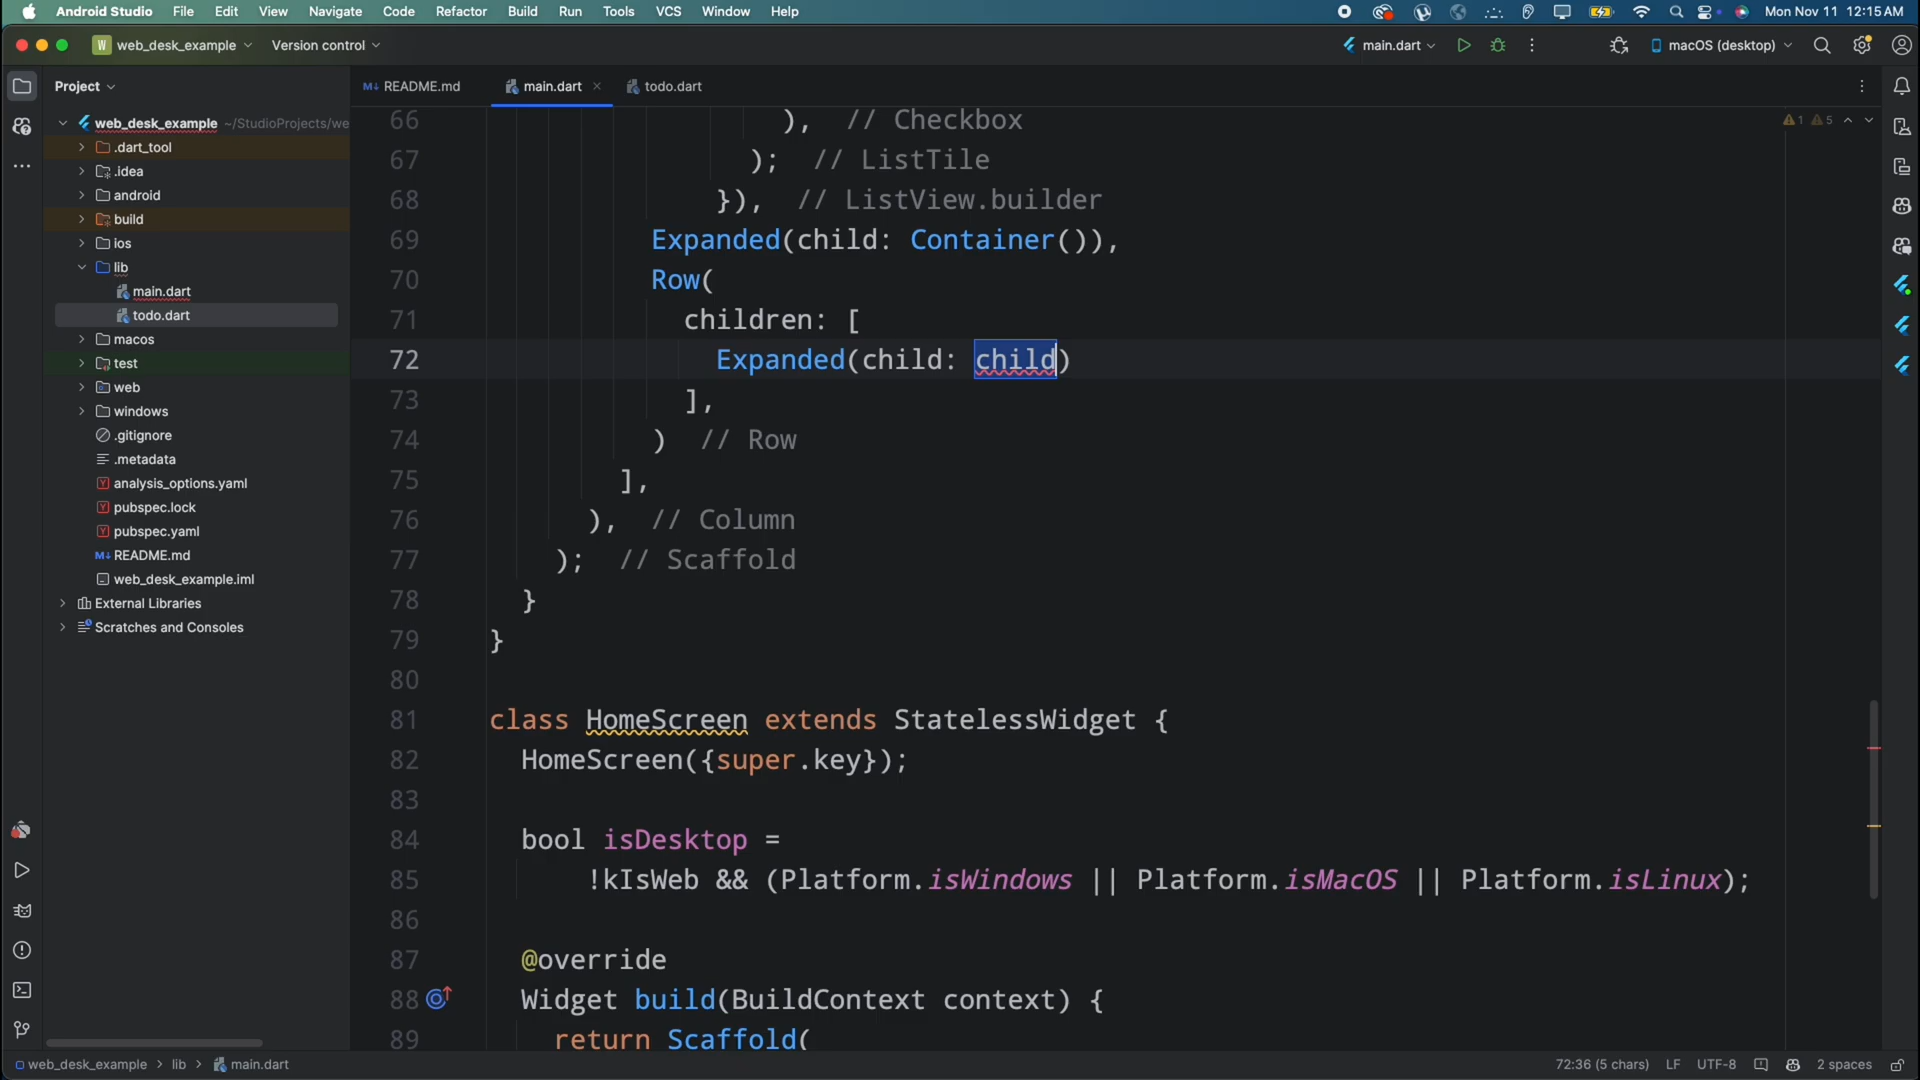 Android Studio File Edit View Navigate Code Refactor Build Run Tools VCS Window Help Mon Nov 11 12:15 AM
W web_desk_example Version control main.dart macOS (desktop)
Project README.md main.dart todo.dart
web_desk_example ~/StudioProjects/we
.dart_tool
.idea
android
build
ios
lib
main.dart
todo.dart
macos
test
web
windows
.gitignore
.metadata
analysis_options.yaml
pubspec.lock
pubspec.yaml
README.md
web_desk_example.iml
External Libraries
Scratches and Consoles
1 5
66 ), // Checkbox
67 ); // ListTile
68 }), // ListView.builder
69 Expanded(child: Container()),
70 Row(
71 children: [
72 Expanded(child: child)
73 ],
74 ) // Row
75 ],
76 ), // Column
77 ); // Scaffold
78 }
79 }
80
81 class HomeScreen extends StatelessWidget {
82 HomeScreen({super.key});
83
84 bool isDesktop =
85 !kIsWeb && (Platform.isWindows || Platform.isMacOS || Platform.isLinux);
86
87 @override
88 Widget build(BuildContext context) {
89 return Scaffold(
web_desk_example > lib > main.dart 72:36 (5 chars) LF UTF-8 2 spaces